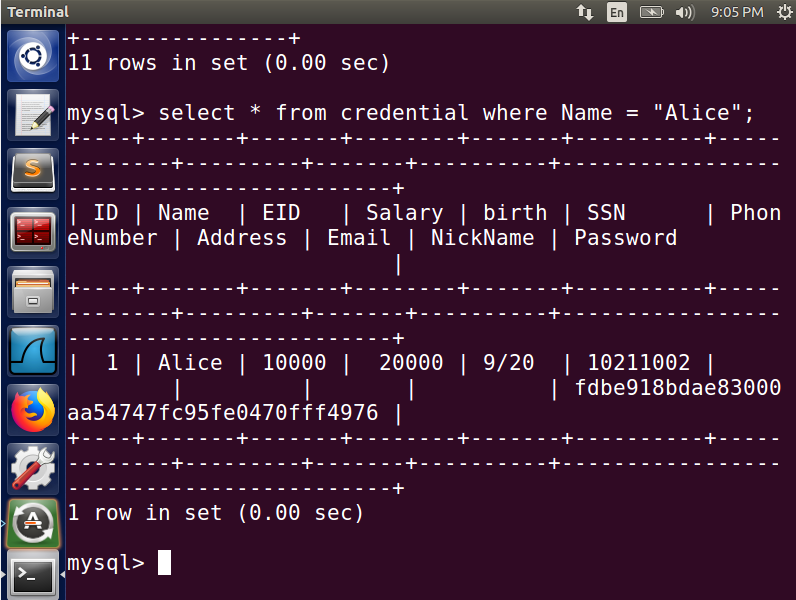 Terminal
En
9:05 PM
+----------------+
11 rows in set (0.00 sec)
mysql> select * from credential where Name = "Alice";
+----+-------+-------+--------+-------+----------+-----
--------+---------+-------+----------+-----------------
-------------------------+
| ID | Name  | EID   | Salary | birth | SSN      | Phon
eNumber | Address | Email | NickName | Password
                         |
+----+-------+-------+--------+-------+----------+-----
--------+---------+-------+----------+-----------------
-------------------------+
|  1 | Alice | 10000 |  20000 | 9/20  | 10211002 |
        |         |       |          | fdbe918bdae83000
aa54747fc95fe0470fff4976 |
+----+-------+-------+--------+-------+----------+-----
--------+---------+-------+----------+-----------------
-------------------------+
1 row in set (0.00 sec)
mysql>